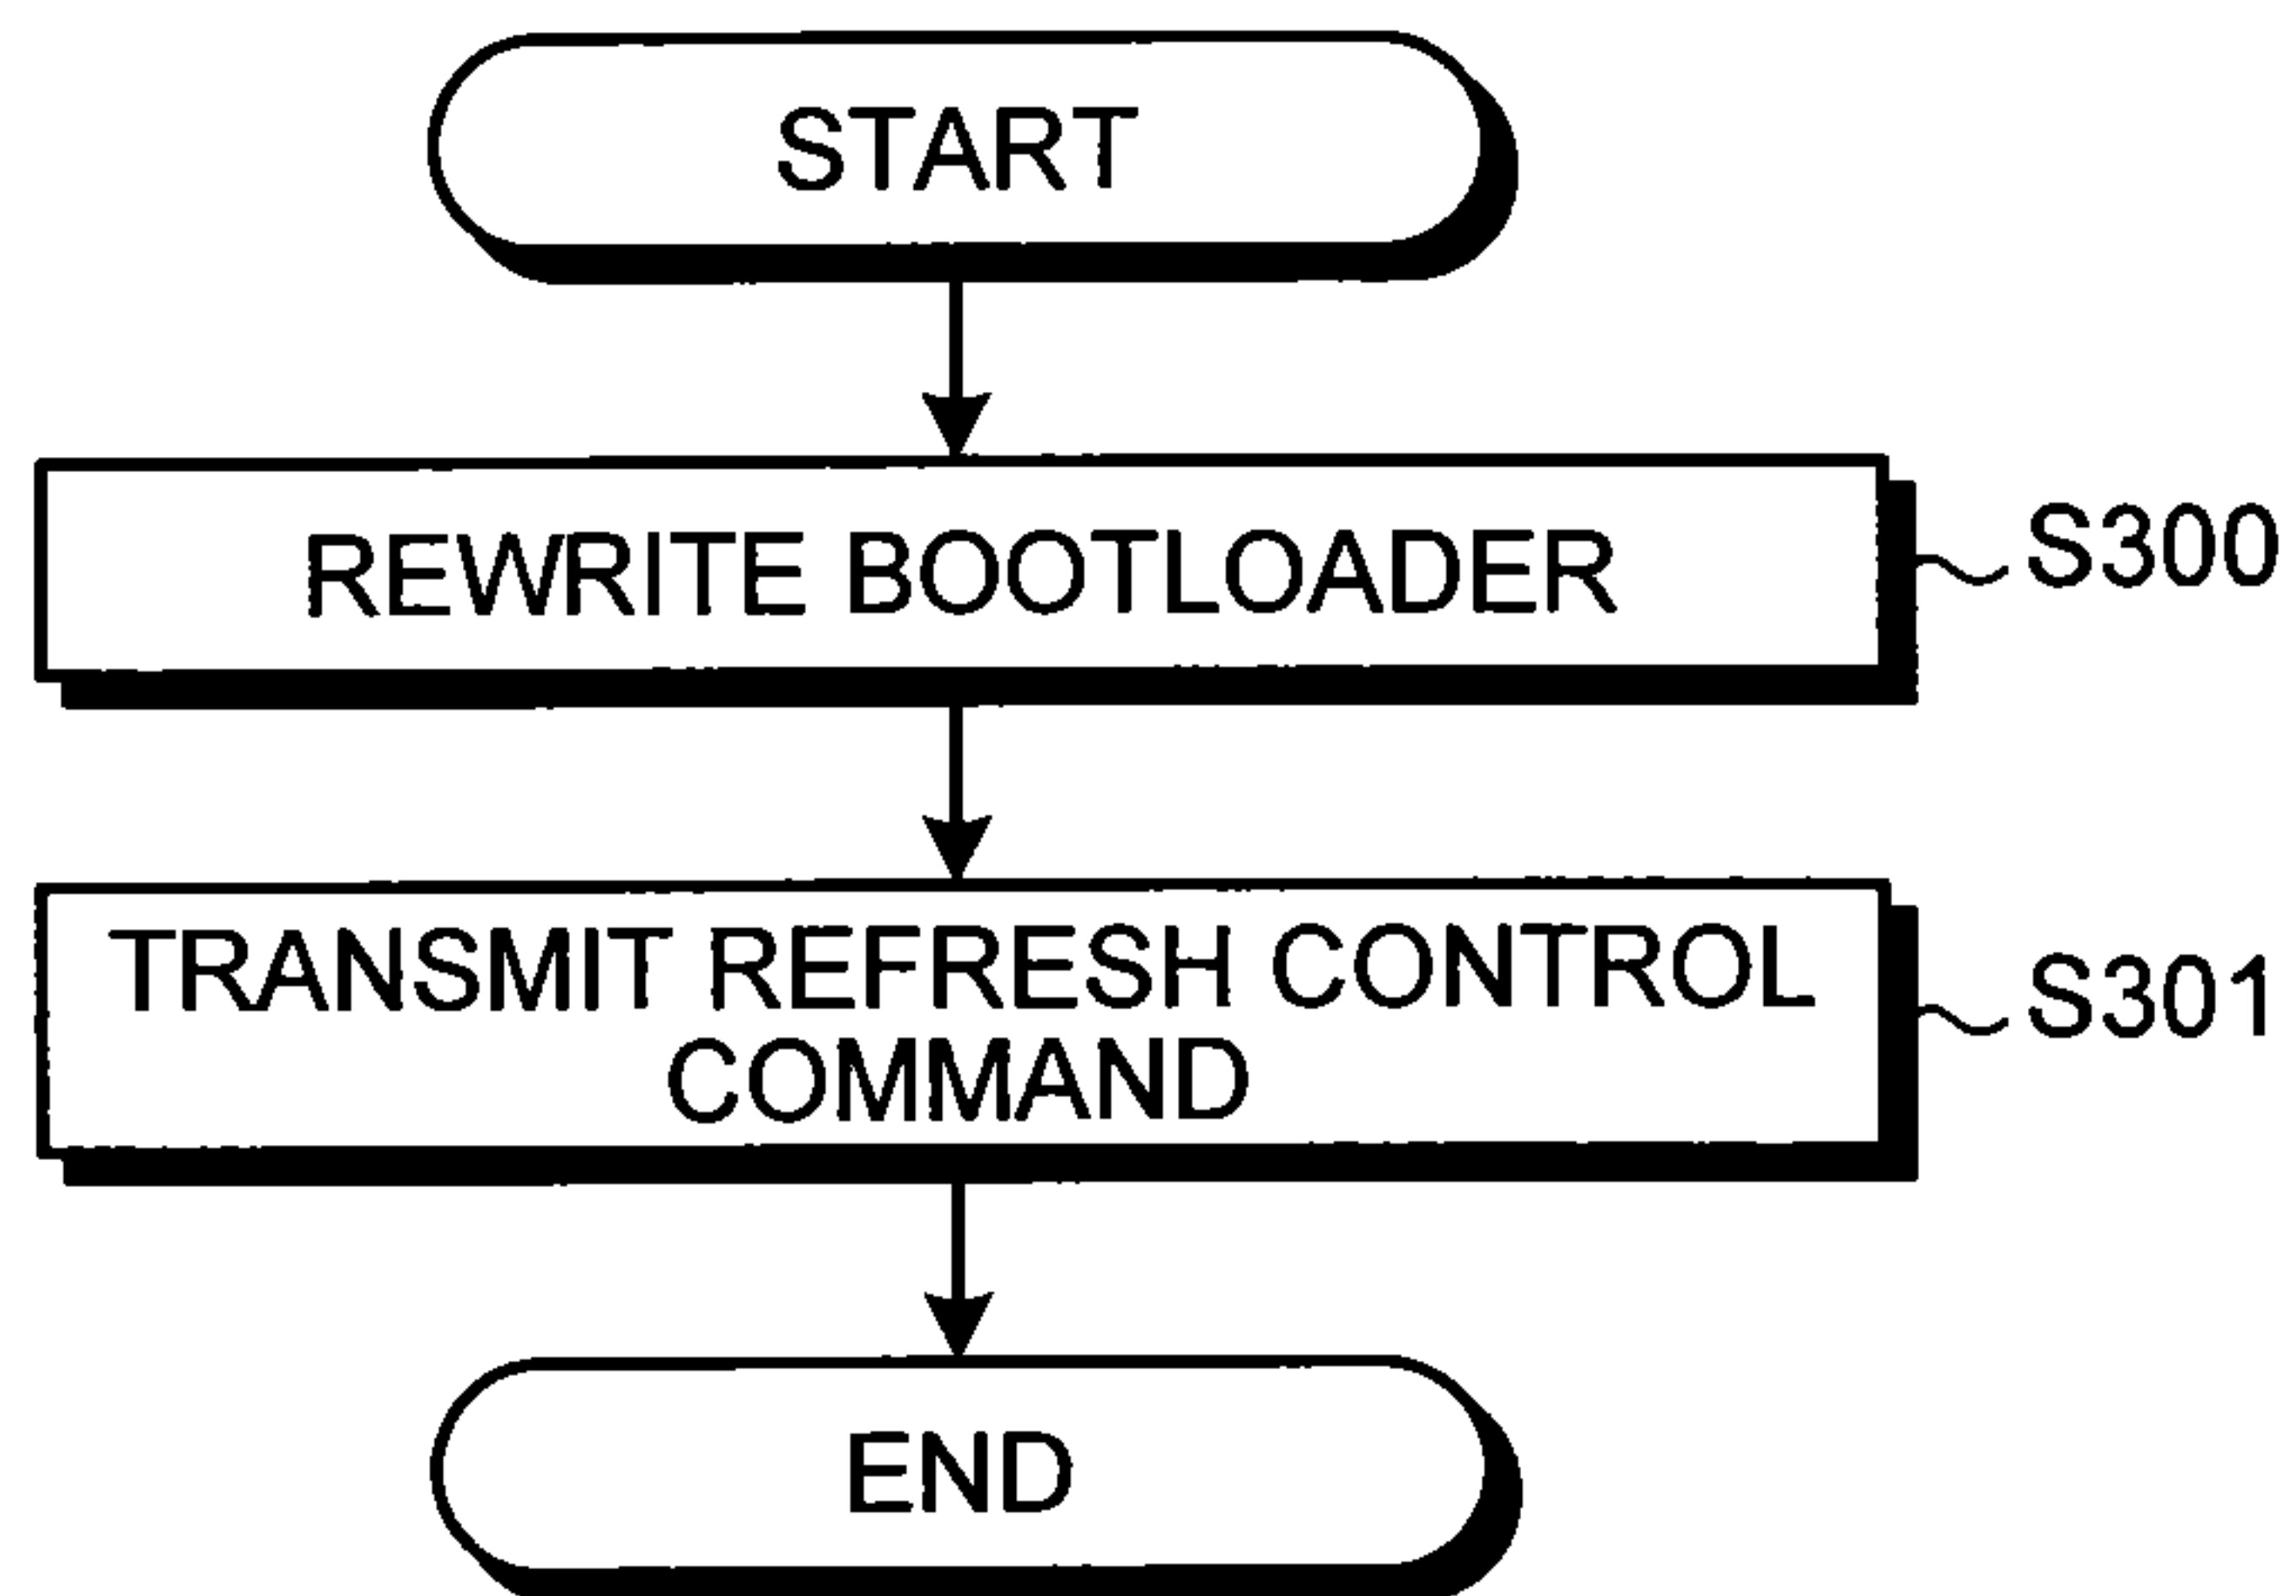 START
REWRITE BOOTLOADER
S300
TRANSMIT REFRESH CONTROL
COMMAND
S301
END